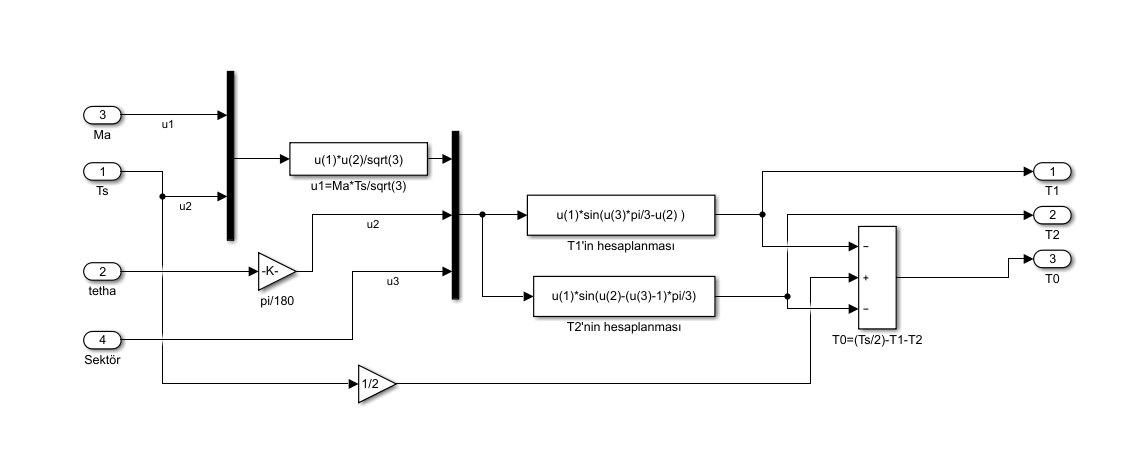 3
Ma
u1
1
Ts
u2
u(1)*u(2)/sqrt(3)
u1=Ma*Ts/sqrt(3)
2
tetha
-K-
pi/180
u2
u3
4
Sektör
1/2
u(1)*sin(u(3)*pi/3-u(2) )
T1'in hesaplanması
u(1)*sin(u(2)-(u(3)-1)*pi/3)
T2'nin hesaplanması
−
+
−
T0=(Ts/2)-T1-T2
1
T1
2
T2
3
T0